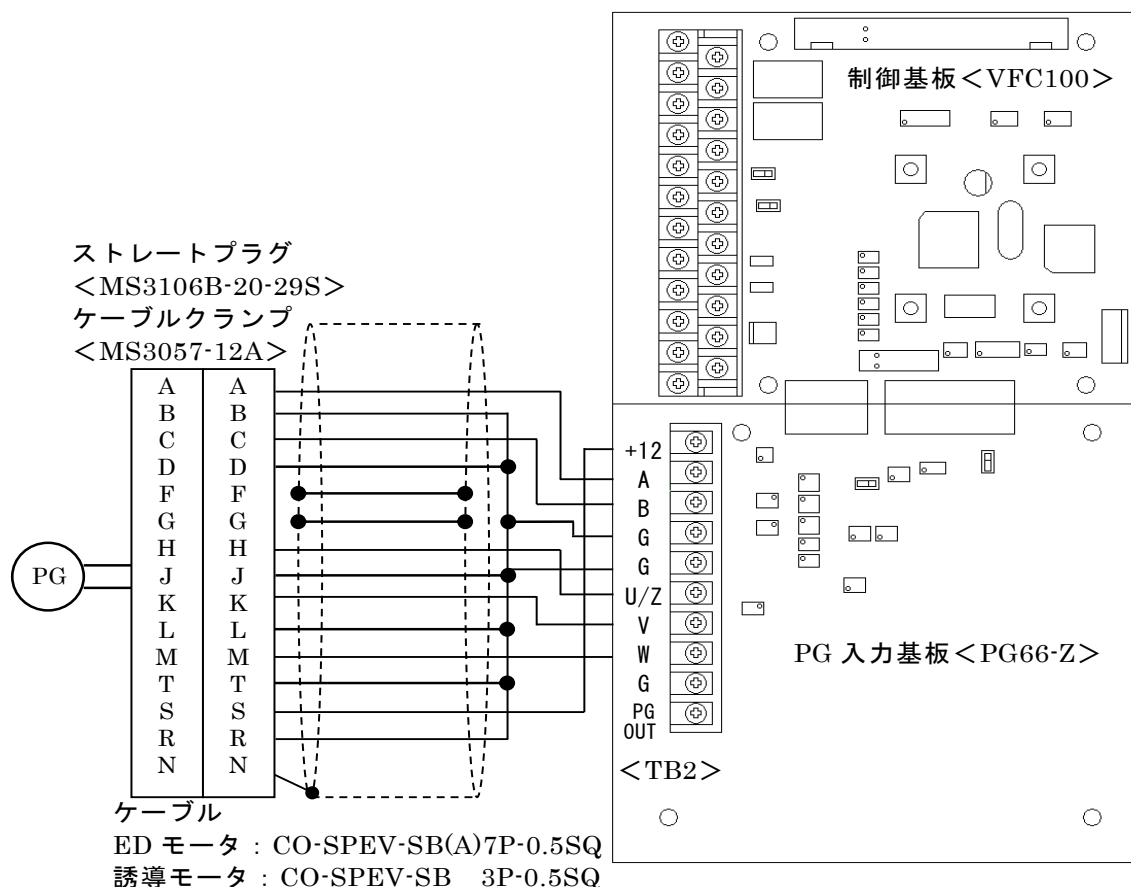 制御基板＜VFC100＞
ストレートプラグ
＜MS3106B-20-29S＞
ケーブルクランプ
＜MS3057-12A＞
A A
B B
C C
D D
F F
G G
H H
J J
K K
L L
M M
T T
S S
R R
N N
PG
+12
A
B
G
G
U/Z
V
W
G
PG
OUT
＜TB2＞
PG 入力基板＜PG66-Z＞
ケーブル
ED モータ：CO-SPEV-SB(A)7P-0.5SQ
誘導モータ：CO-SPEV-SB 3P-0.5SQ